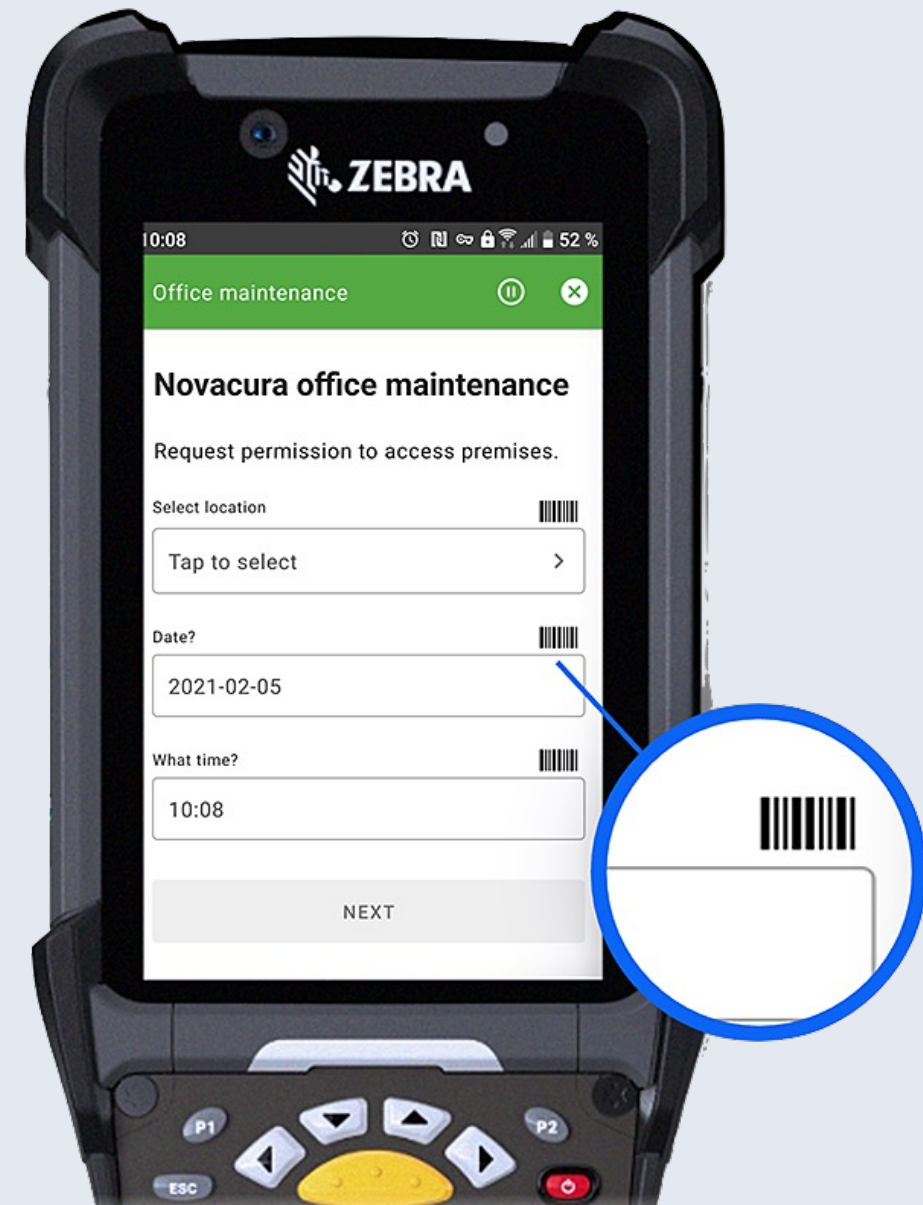 ZEBRA
10:08 52 %
Office maintenance
Novacura office maintenance
Request permission to access premises.
Select location
Tap to select
Date?
2021-02-05
What time?
10:08
NEXT
P1 P2
ESC